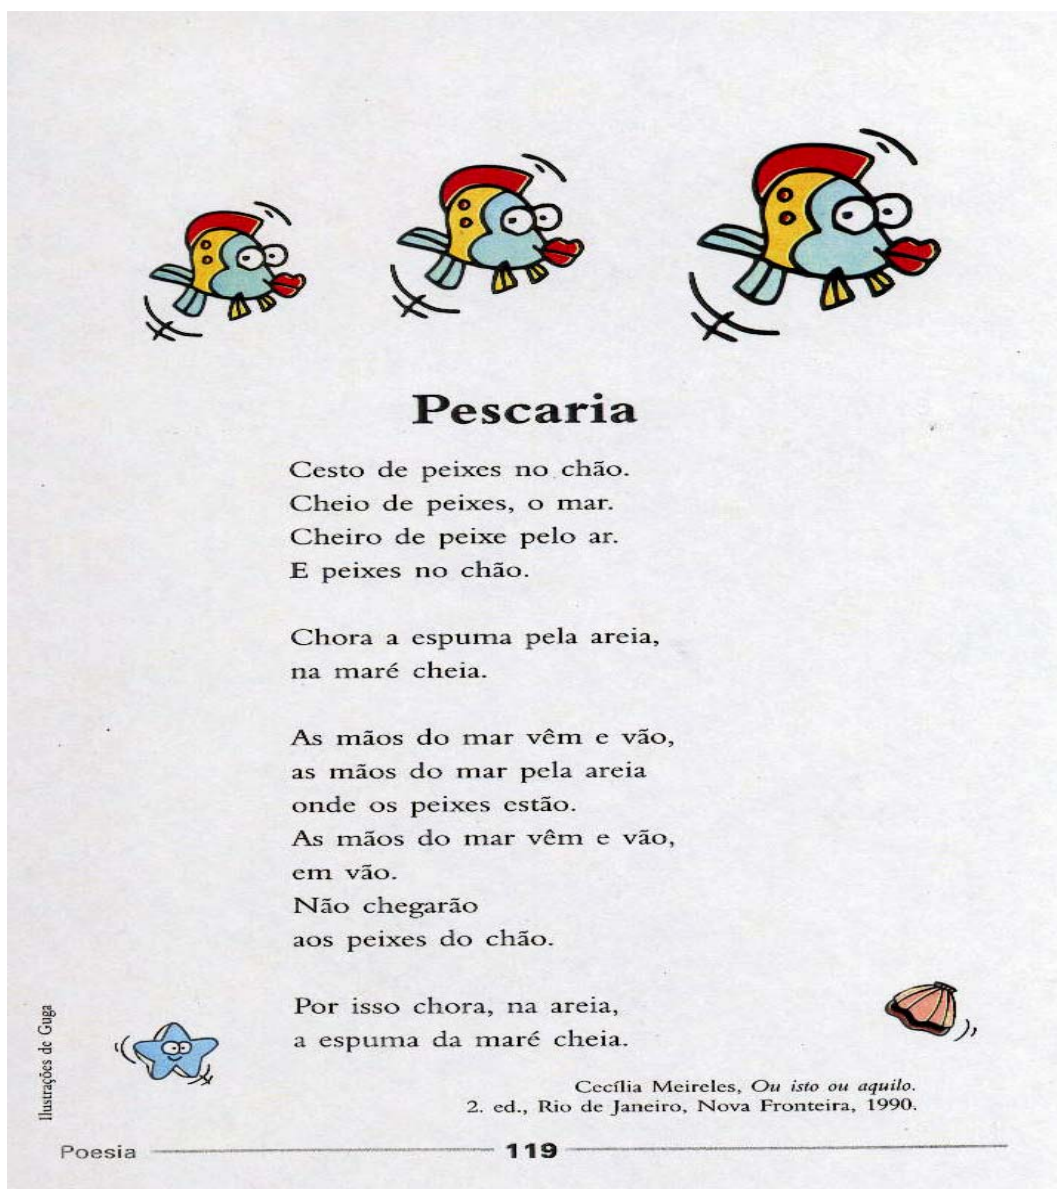 Pescaria
Cesto de peixes no chão.
Cheio de peixes, o mar.
Cheiro de peixe pelo ar.
E peixes no chão.
Chora a espuma pela areia,
na maré cheia.
As mãos do mar vêm e vão,
as mãos do mar pela areia
onde os peixes estão.
As mãos do mar vêm e vão,
em vão.
Não chegarão
aos peixes do chão.
Por isso chora, na areia,
a espuma da maré cheia.
Cecília Meireles, Ou isto ou aquilo.
2. ed., Rio de Janeiro, Nova Fronteira, 1990.
Ilustrações de Guga
Poesia 119